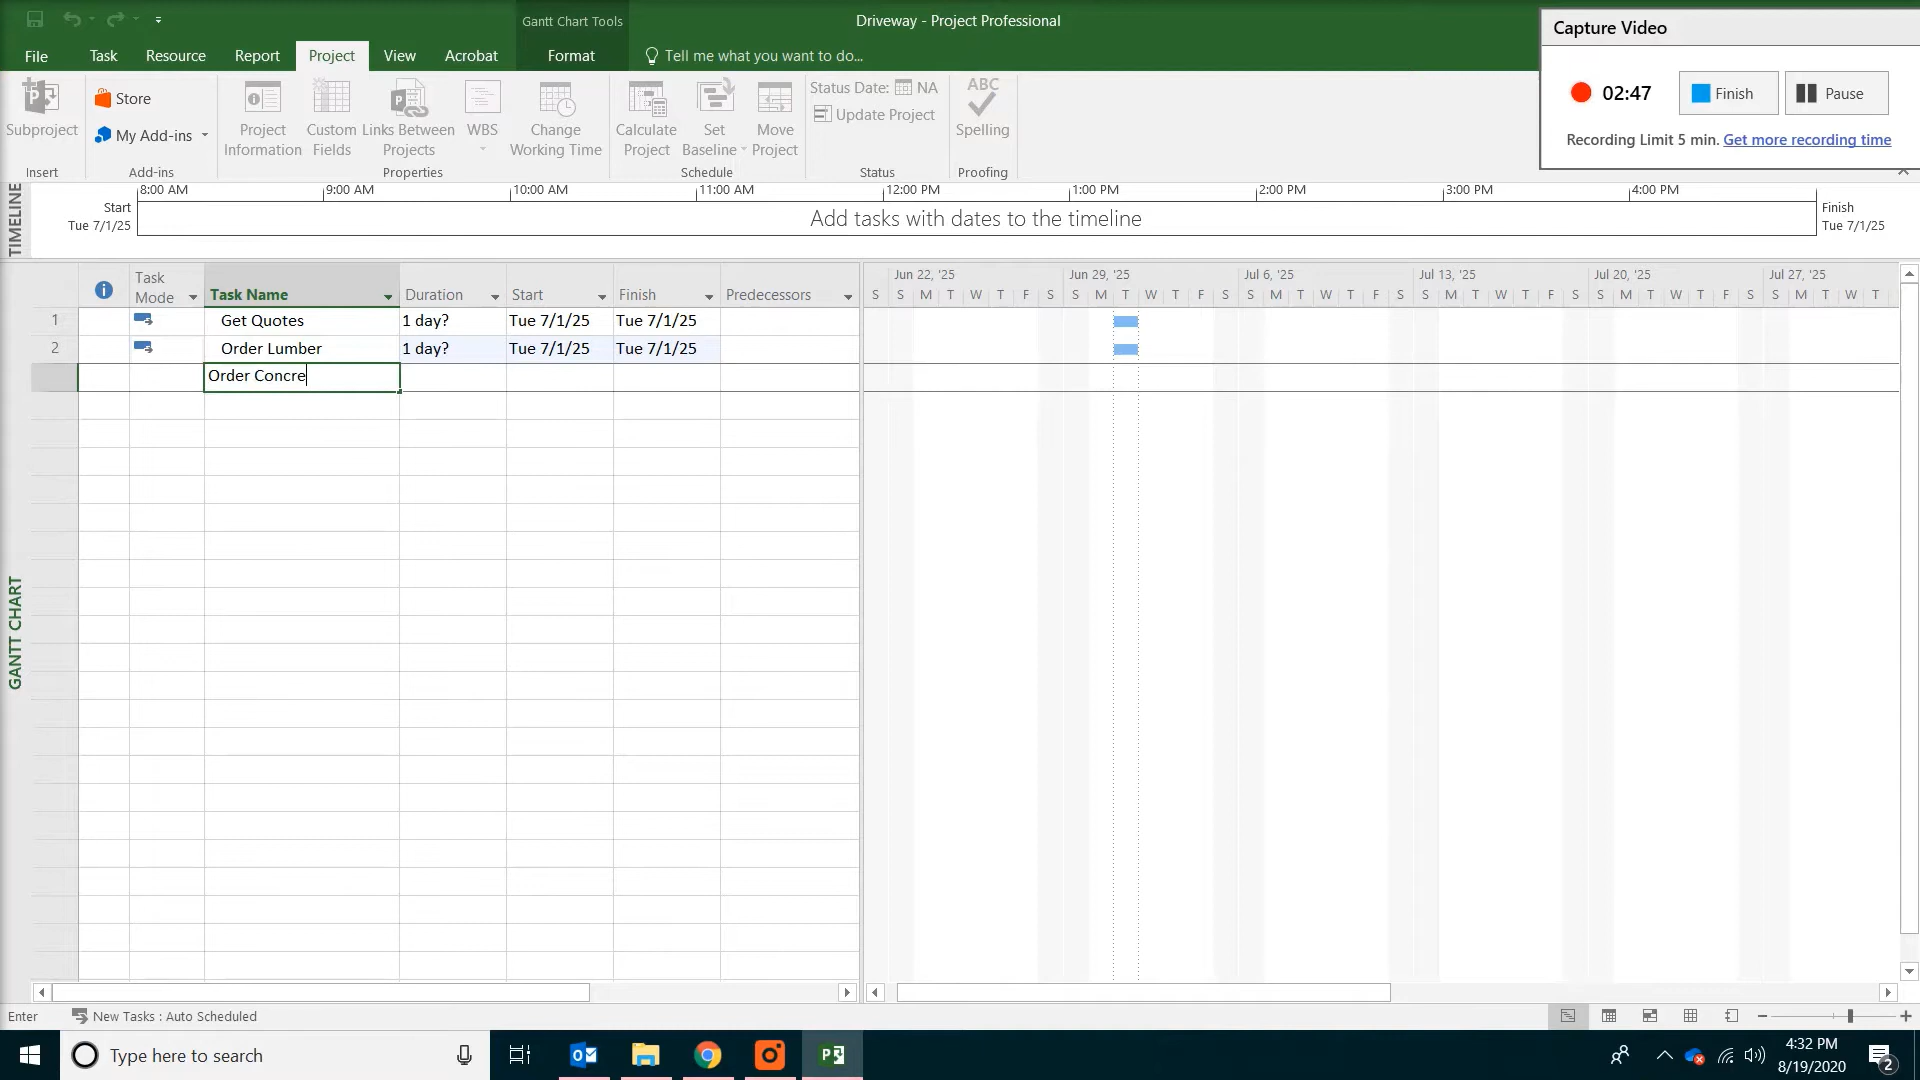 Gantt Chart Tools
Driveway - Project Professional
File Task Resource Report Project View Acrobat Format Tell me what you want to do...
Capture Video
02:47 Finish Pause
Recording Limit 5 min. Get more recording time
Subproject
Insert
Store
My Add-ins
Add-ins
Project Information
Custom Fields
Links Between Projects
WBS
Change Working Time
Properties
Calculate Project
Set Baseline
Move Project
Schedule
Status Date: NA
Update Project
Status
ABC
Spelling
Proofing
TIMELINE
8:00 AM 9:00 AM 10:00 AM 11:00 AM 12:00 PM 1:00 PM 2:00 PM 3:00 PM 4:00 PM
Start
Tue 7/1/25
Add tasks with dates to the timeline
Finish
Tue 7/1/25
Task Mode Task Name Duration Start Finish Predecessors
Jun 22, '25 Jun 29, '25 Jul 6, '25 Jul 13, '25 Jul 20, '25 Jul 27, '25
S S M T W T F S S M T W T F S S M T W T F S S M T W T F S S M T W T F S S M T W T
1 Get Quotes 1 day? Tue 7/1/25 Tue 7/1/25
2 Order Lumber 1 day? Tue 7/1/25 Tue 7/1/25
Order Concre
GANTT CHART
Enter New Tasks : Auto Scheduled
Type here to search
4:32 PM
8/19/2020
2